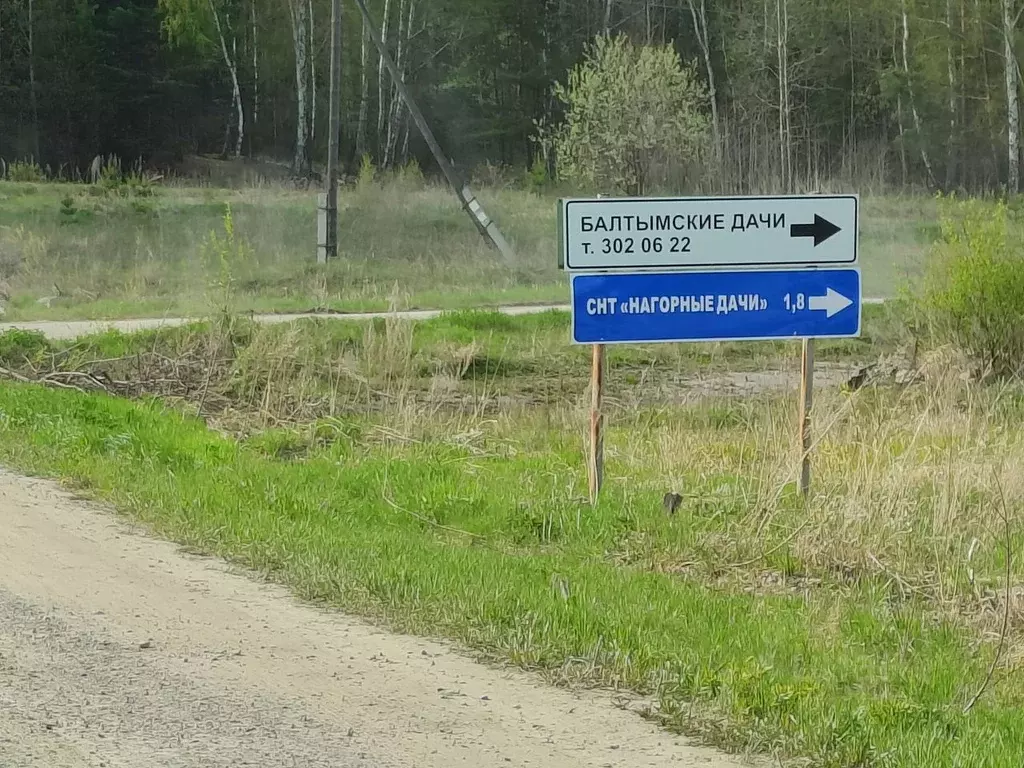 БАЛТЫМСКИЕ ДАЧИ
т. 302 06 22
СНТ «НАГОРНЫЕ ДАЧИ» 1,8